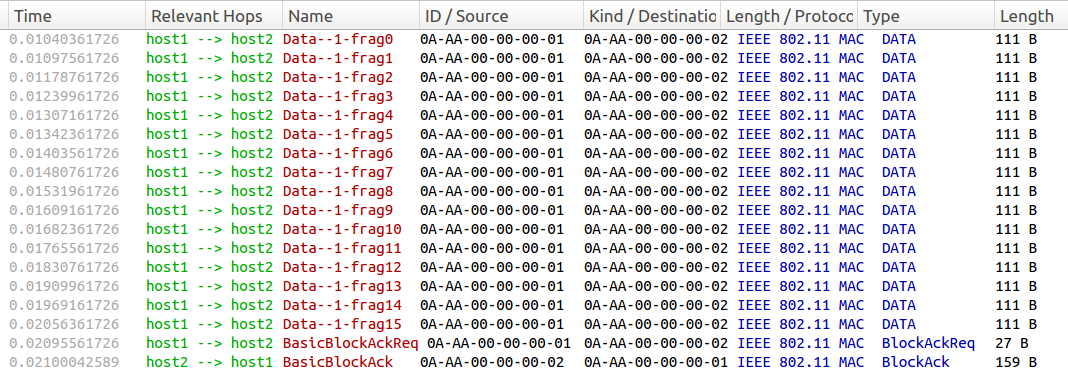 Time Relevant Hops Name ID / Source Kind / Destinatio Length / Protoco Type Length
0.01040361726 host1 --> host2 Data--1-frag0 0A-AA-00-00-00-01 0A-AA-00-00-00-02 IEEE 802.11 MAC DATA 111 B
0.01097561726 host1 --> host2 Data--1-frag1 0A-AA-00-00-00-01 0A-AA-00-00-00-02 IEEE 802.11 MAC DATA 111 B
0.01178761726 host1 --> host2 Data--1-frag2 0A-AA-00-00-00-01 0A-AA-00-00-00-02 IEEE 802.11 MAC DATA 111 B
0.01239961726 host1 --> host2 Data--1-frag3 0A-AA-00-00-00-01 0A-AA-00-00-00-02 IEEE 802.11 MAC DATA 111 B
0.01307161726 host1 --> host2 Data--1-frag4 0A-AA-00-00-00-01 0A-AA-00-00-00-02 IEEE 802.11 MAC DATA 111 B
0.01342361726 host1 --> host2 Data--1-frag5 0A-AA-00-00-00-01 0A-AA-00-00-00-02 IEEE 802.11 MAC DATA 111 B
0.01403561726 host1 --> host2 Data--1-frag6 0A-AA-00-00-00-01 0A-AA-00-00-00-02 IEEE 802.11 MAC DATA 111 B
0.01480761726 host1 --> host2 Data--1-frag7 0A-AA-00-00-00-01 0A-AA-00-00-00-02 IEEE 802.11 MAC DATA 111 B
0.01531961726 host1 --> host2 Data--1-frag8 0A-AA-00-00-00-01 0A-AA-00-00-00-02 IEEE 802.11 MAC DATA 111 B
0.01609161726 host1 --> host2 Data--1-frag9 0A-AA-00-00-00-01 0A-AA-00-00-00-02 IEEE 802.11 MAC DATA 111 B
0.01682361726 host1 --> host2 Data--1-frag10 0A-AA-00-00-00-01 0A-AA-00-00-00-02 IEEE 802.11 MAC DATA 111 B
0.01765561726 host1 --> host2 Data--1-frag11 0A-AA-00-00-00-01 0A-AA-00-00-00-02 IEEE 802.11 MAC DATA 111 B
0.01830761726 host1 --> host2 Data--1-frag12 0A-AA-00-00-00-01 0A-AA-00-00-00-02 IEEE 802.11 MAC DATA 111 B
0.01909961726 host1 --> host2 Data--1-frag13 0A-AA-00-00-00-01 0A-AA-00-00-00-02 IEEE 802.11 MAC DATA 111 B
0.01969161726 host1 --> host2 Data--1-frag14 0A-AA-00-00-00-01 0A-AA-00-00-00-02 IEEE 802.11 MAC DATA 111 B
0.02056361726 host1 --> host2 Data--1-frag15 0A-AA-00-00-00-01 0A-AA-00-00-00-02 IEEE 802.11 MAC DATA 111 B
0.02095561726 host1 --> host2 BasicBlockAckReq 0A-AA-00-00-00-01 0A-AA-00-00-00-02 IEEE 802.11 MAC BlockAckReq 27 B
0.02100042589 host2 --> host1 BasicBlockAck 0A-AA-00-00-00-02 0A-AA-00-00-00-01 IEEE 802.11 MAC BlockAck 159 B